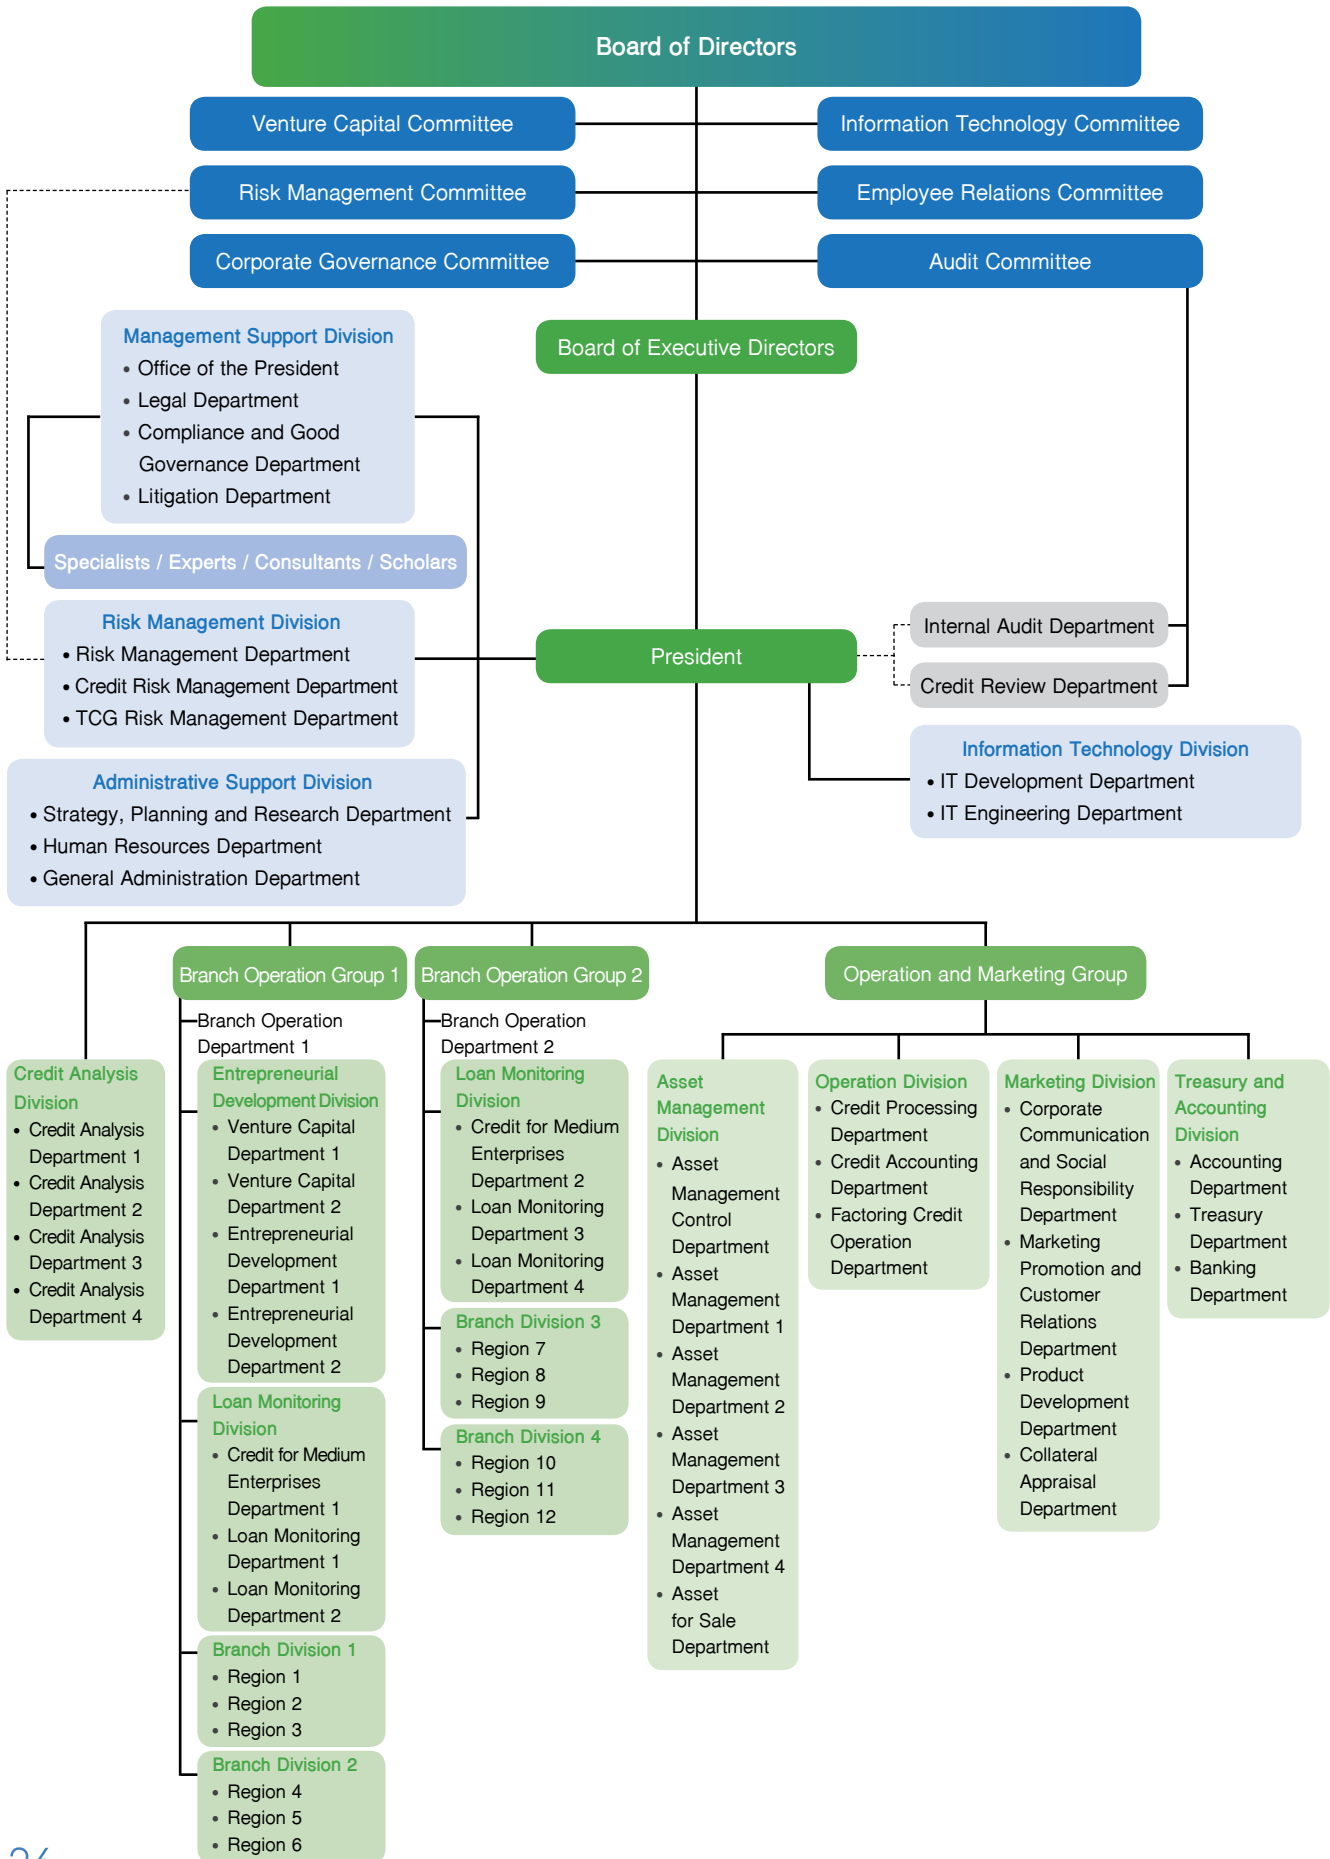 Board of Directors
Venture Capital Committee
Information Technology Committee
Risk Management Committee
Employee Relations Committee
Corporate Governance Committee
Audit Committee
Board of Executive Directors
Management Support Division
• Office of the President
• Legal Department
• Compliance and Good
Governance Department
• Litigation Department
Specialists / Experts / Consultants / Scholars
Risk Management Division
• Risk Management Department
• Credit Risk Management Department
• TCG Risk Management Department
President
Internal Audit Department
Credit Review Department
Information Technology Division
• IT Development Department
• IT Engineering Department
Administrative Support Division
• Strategy, Planning and Research Department
• Human Resources Department
• General Administration Department
Branch Operation Group 1
Branch Operation Group 2
Operation and Marketing Group
Credit Analysis
Division
• Credit Analysis
Department 1
• Credit Analysis
Department 2
• Credit Analysis
Department 3
• Credit Analysis
Department 4
Branch Operation
Department 1
Entrepreneurial
Development Division
• Venture Capital
Department 1
• Venture Capital
Department 2
• Entrepreneurial
Development
Department 1
• Entrepreneurial
Development
Department 2
Loan Monitoring
Division
• Credit for Medium
Enterprises
Department 1
• Loan Monitoring
Department 1
• Loan Monitoring
Department 2
Branch Division 1
• Region 1
• Region 2
• Region 3
Branch Division 2
• Region 4
• Region 5
• Region 6
Branch Operation
Department 2
Loan Monitoring
Division
• Credit for Medium
Enterprises
Department 2
• Loan Monitoring
Department 3
• Loan Monitoring
Department 4
Branch Division 3
• Region 7
• Region 8
• Region 9
Branch Division 4
• Region 10
• Region 11
• Region 12
Asset
Management
Division
• Asset
Management
Control
Department
• Asset
Management
Department 1
• Asset
Management
Department 2
• Asset
Management
Department 3
• Asset
Management
Department 4
• Asset
for Sale
Department
Operation Division
• Credit Processing
Department
• Credit Accounting
Department
• Factoring Credit
Operation
Department
Marketing Division
• Corporate
Communication
and Social
Responsibility
Department
• Marketing
Promotion and
Customer
Relations
Department
• Product
Development
Department
• Collateral
Appraisal
Department
Treasury and
Accounting
Division
• Accounting
Department
• Treasury
Department
• Banking
Department